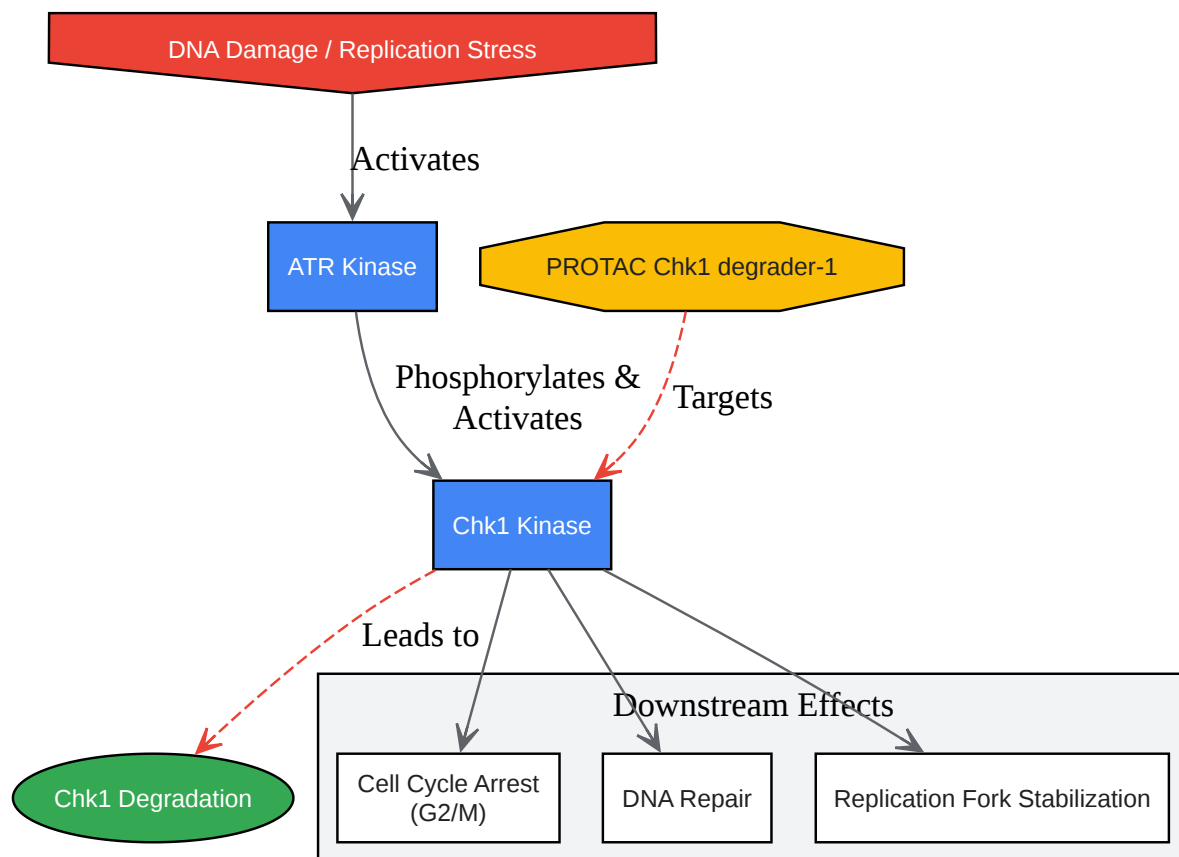 DNA Damage / Replication Stress
Activates
ATR Kinase
PROTAC Chk1 degrader-1
Phosphorylates &
Activates
Targets
Chk1 Kinase
Leads to
Downstream Effects
Chk1 Degradation
Cell Cycle Arrest
(G2/M)
DNA Repair
Replication Fork Stabilization